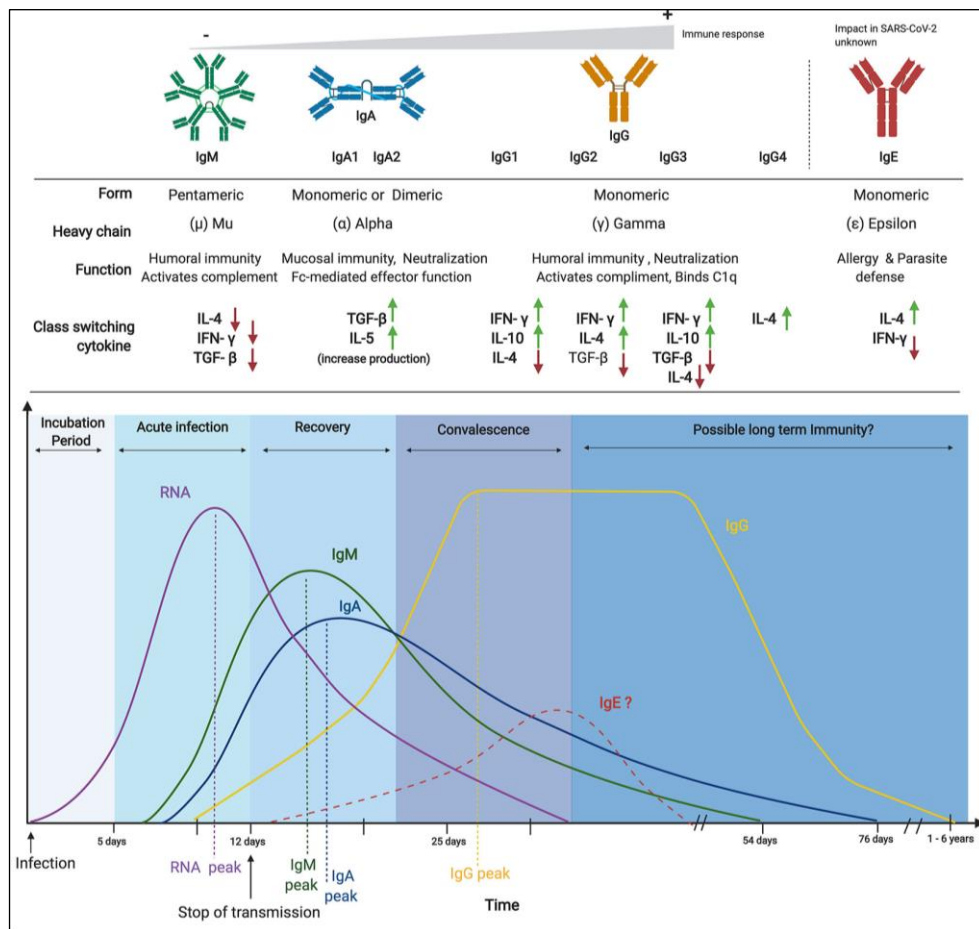 - + Immune response
Impact in SARS-CoV-2
unknown
IgA
IgG
IgM IgA1 IgA2 IgG1 IgG2 IgG3 IgG4 IgE
Form Pentameric Monomeric or Dimeric Monomeric Monomeric
Heavy chain (μ) Mu (α) Alpha (γ) Gamma (ε) Epsilon
Function Humoral immunity Mucosal immunity, Neutralization Humoral immunity , Neutralization Allergy & Parasite
Activates complement Fc-mediated effector function Activates compliment, Binds C1q defense
Class switching
cytokine
IL-4
IFN- γ
TGF- β
TGF-β
IL-5
(increase production)
IFN- γ
IL-10
IL-4
IFN- γ
IL-4
TGF-β
IFN- γ
IL-10
TGF-β
IL-4
IL-4
IL-4
IFN-γ
Incubation
Period
Acute infection
Recovery
Convalescence
Possible long term Immunity?
RNA
IgM
IgA
IgG
IgE ?
5 days 12 days 25 days 54 days 76 days 1 - 6 years
Infection
RNA peak
Stop of transmission
IgM
peak
IgA
peak
IgG peak
Time